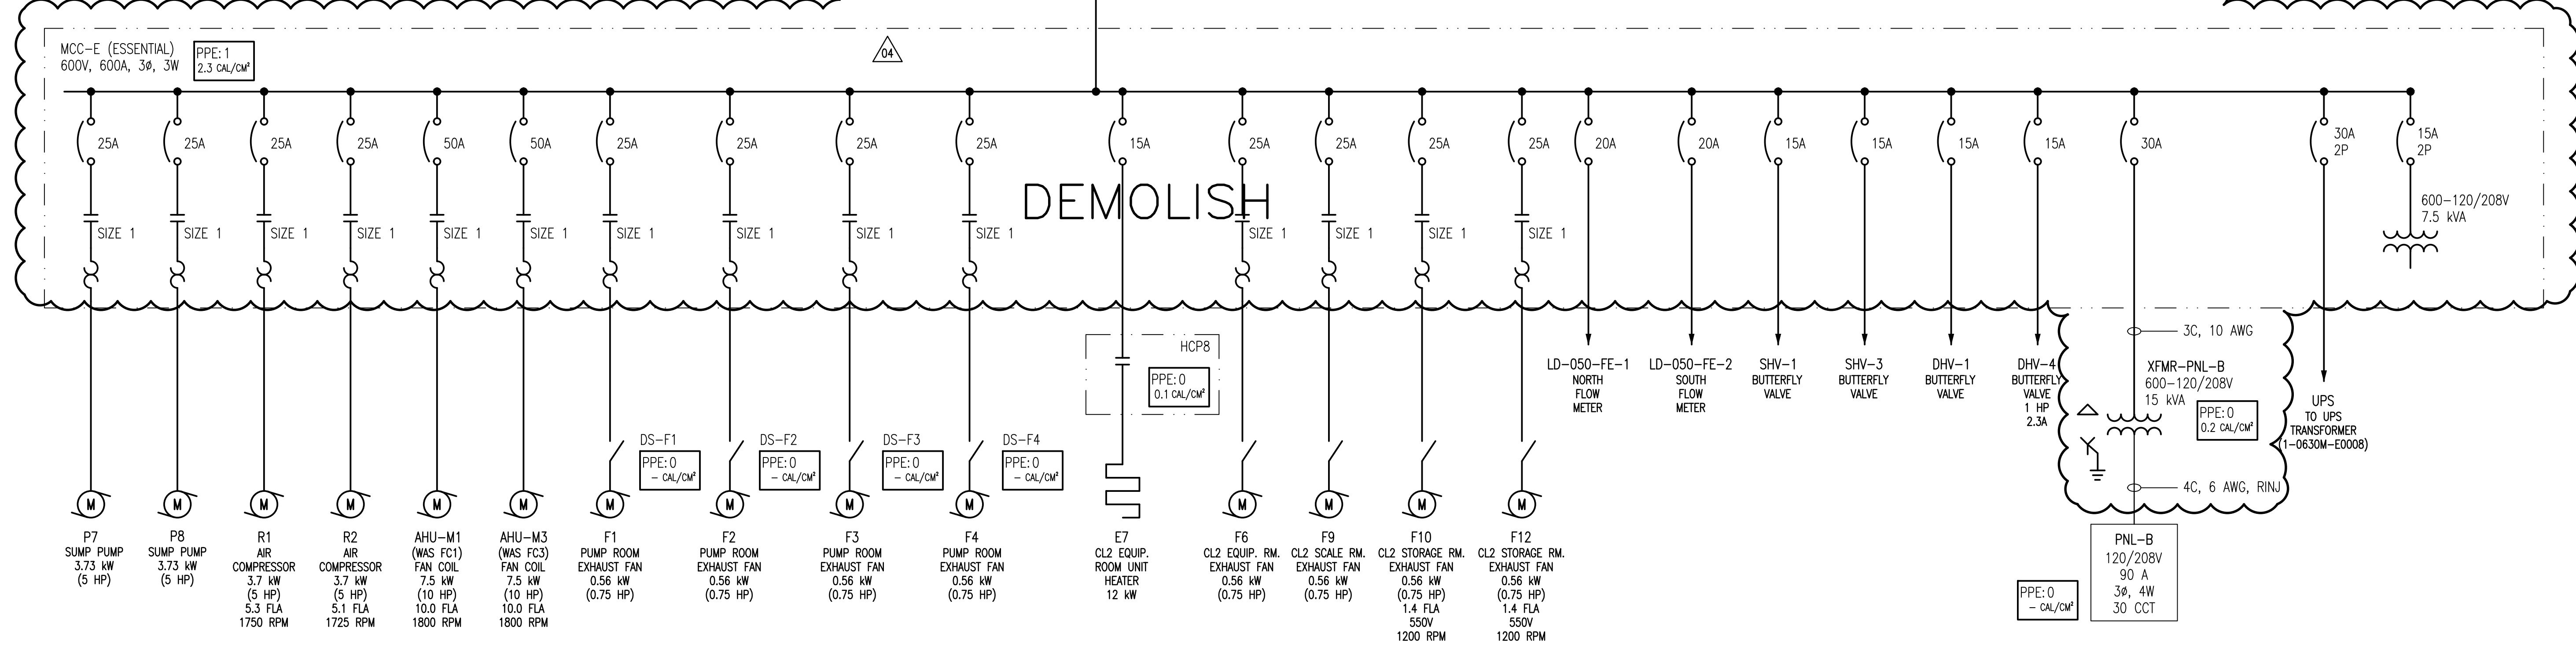 MCC-E (ESSENTIAL)
600V, 600A, 3ø, 3W
PPE: 1
2.3 CAL/CM²
04
25A
25A
25A
25A
50A
50A
25A
25A
25A
25A
15A
25A
25A
25A
25A
20A
20A
15A
15A
15A
15A
30A
30A
2P
15A
2P
DEMOLISH
600-120/208V
7.5 kVA
SIZE 1
SIZE 1
SIZE 1
SIZE 1
SIZE 1
SIZE 1
SIZE 1
SIZE 1
SIZE 1
SIZE 1
SIZE 1
SIZE 1
SIZE 1
SIZE 1
HCP8
PPE: 0
0.1 CAL/CM²
LD-050-FE-1
NORTH
FLOW
METER
LD-050-FE-2
SOUTH
FLOW
METER
SHV-1
BUTTERFLY
VALVE
SHV-3
BUTTERFLY
VALVE
DHV-1
BUTTERFLY
VALVE
DHV-4
BUTTERFLY
VALVE
1 HP
2.3A
3C, 10 AWG
XFMR-PNL-B
600-120/208V
15 kVA
PPE: 0
0.2 CAL/CM²
4C, 6 AWG, RINJ
UPS
TO UPS
TRANSFORMER
(1-0630M-E0008)
DS-F1
PPE: 0
- CAL/CM²
DS-F2
PPE: 0
- CAL/CM²
DS-F3
PPE: 0
- CAL/CM²
DS-F4
PPE: 0
- CAL/CM²
M
M
M
M
M
M
M
M
M
M
M
M
M
M
P7
SUMP PUMP
3.73 kW
(5 HP)
P8
SUMP PUMP
3.73 kW
(5 HP)
R1
AIR
COMPRESSOR
3.7 kW
(5 HP)
5.3 FLA
1750 RPM
R2
AIR
COMPRESSOR
3.7 kW
(5 HP)
5.1 FLA
1725 RPM
AHU-M1
(WAS FC1)
FAN COIL
7.5 kW
(10 HP)
10.0 FLA
1800 RPM
AHU-M3
(WAS FC3)
FAN COIL
7.5 kW
(10 HP)
10.0 FLA
1800 RPM
F1
PUMP ROOM
EXHAUST FAN
0.56 kW
(0.75 HP)
F2
PUMP ROOM
EXHAUST FAN
0.56 kW
(0.75 HP)
F3
PUMP ROOM
EXHAUST FAN
0.56 kW
(0.75 HP)
F4
PUMP ROOM
EXHAUST FAN
0.56 kW
(0.75 HP)
E7
CL2 EQUIP.
ROOM UNIT
HEATER
12 kW
F6
CL2 EQUIP. RM.
EXHAUST FAN
0.56 kW
(0.75 HP)
F9
CL2 SCALE RM.
EXHAUST FAN
0.56 kW
(0.75 HP)
F10
CL2 STORAGE RM.
EXHAUST FAN
0.56 kW
(0.75 HP)
1.4 FLA
550V
1200 RPM
F12
CL2 STORAGE RM.
EXHAUST FAN
0.56 kW
(0.75 HP)
1.4 FLA
550V
1200 RPM
PPE: 0
- CAL/CM²
PNL-B
120/208V
90 A
3ø, 4W
30 CCT